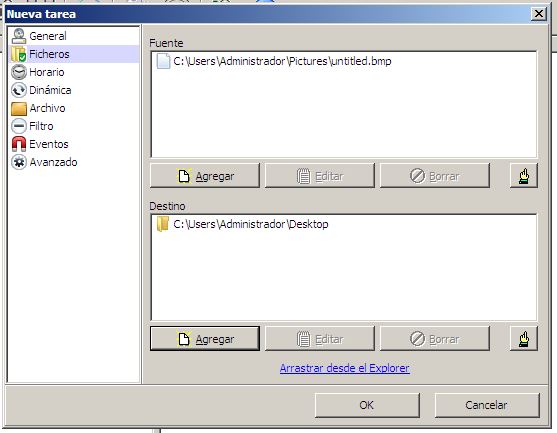 Nueva tarea
General
Ficheros
Horario
Dinámica
Archivo
Filtro
Eventos
Avanzado
Fuente
C:\Users\Administrador\Pictures\untitled.bmp
Agregar Editar Borrar
Destino
C:\Users\Administrador\Desktop
Agregar Editar Borrar
Arrastrar desde el Explorer
OK Cancelar